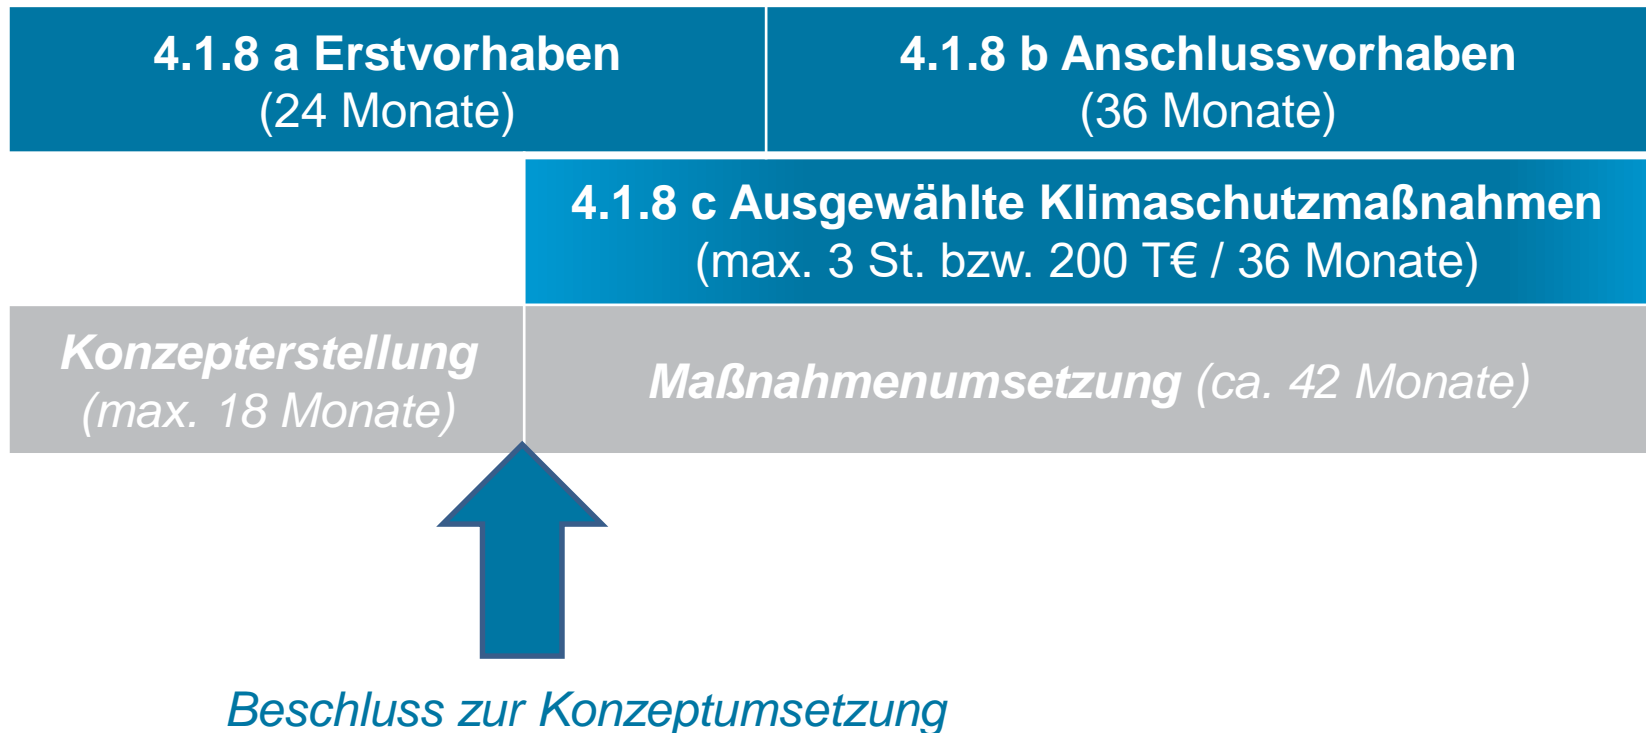 4.1.8 a Erstvorhaben
(24 Monate)
4.1.8 b Anschlussvorhaben
(36 Monate)
4.1.8 c Ausgewählte Klimaschutzmaßnahmen
(max. 3 St. bzw. 200 T€ / 36 Monate)
Konzepterstellung
(max. 18 Monate)
Maßnahmenumsetzung (ca. 42 Monate)
Beschluss zur Konzeptumsetzung